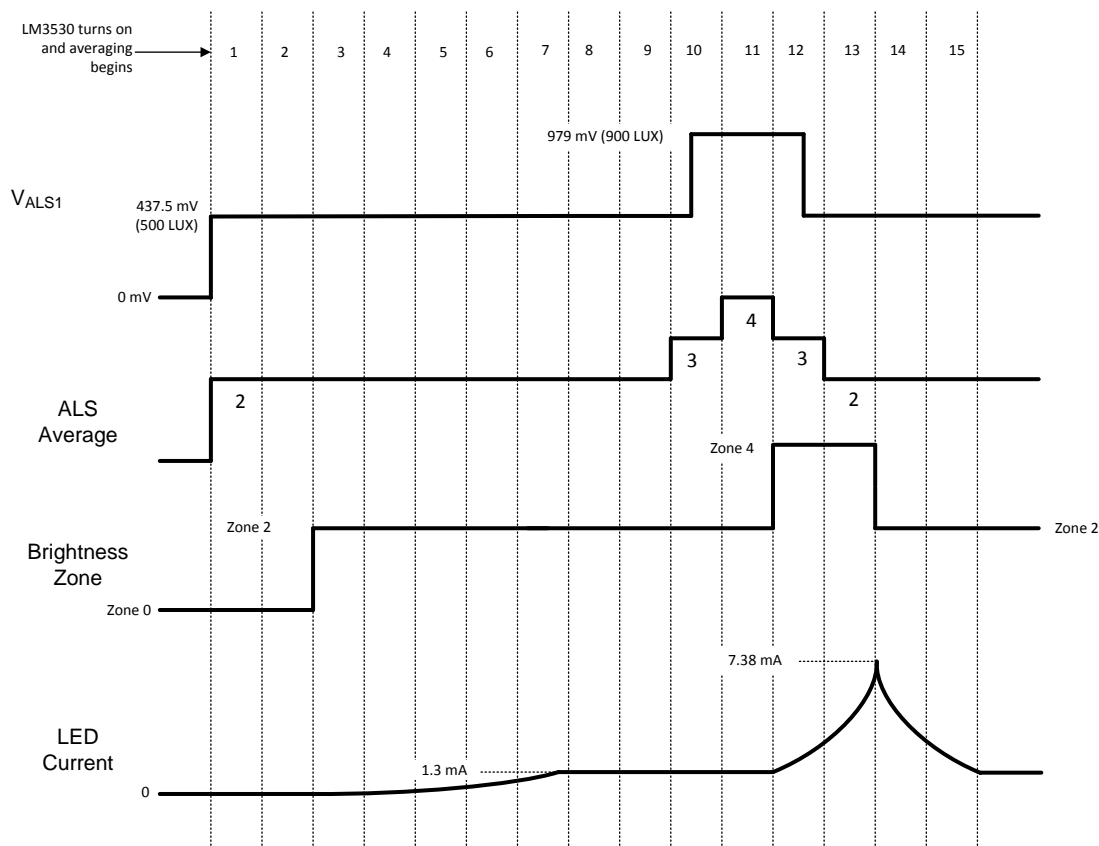 LM3530 turns on
and averaging
begins
1 2 3 4 5 6 7 8 9 10 11 12 13 14 15
979 mV (900 LUX)
VALS1
437.5 mV
(500 LUX)
0 mV
4
3 3
2 2
ALS
Average
Zone 4
Zone 2 Zone 2
Brightness
Zone
Zone 0
7.38 mA
LED
Current
1.3 mA
0